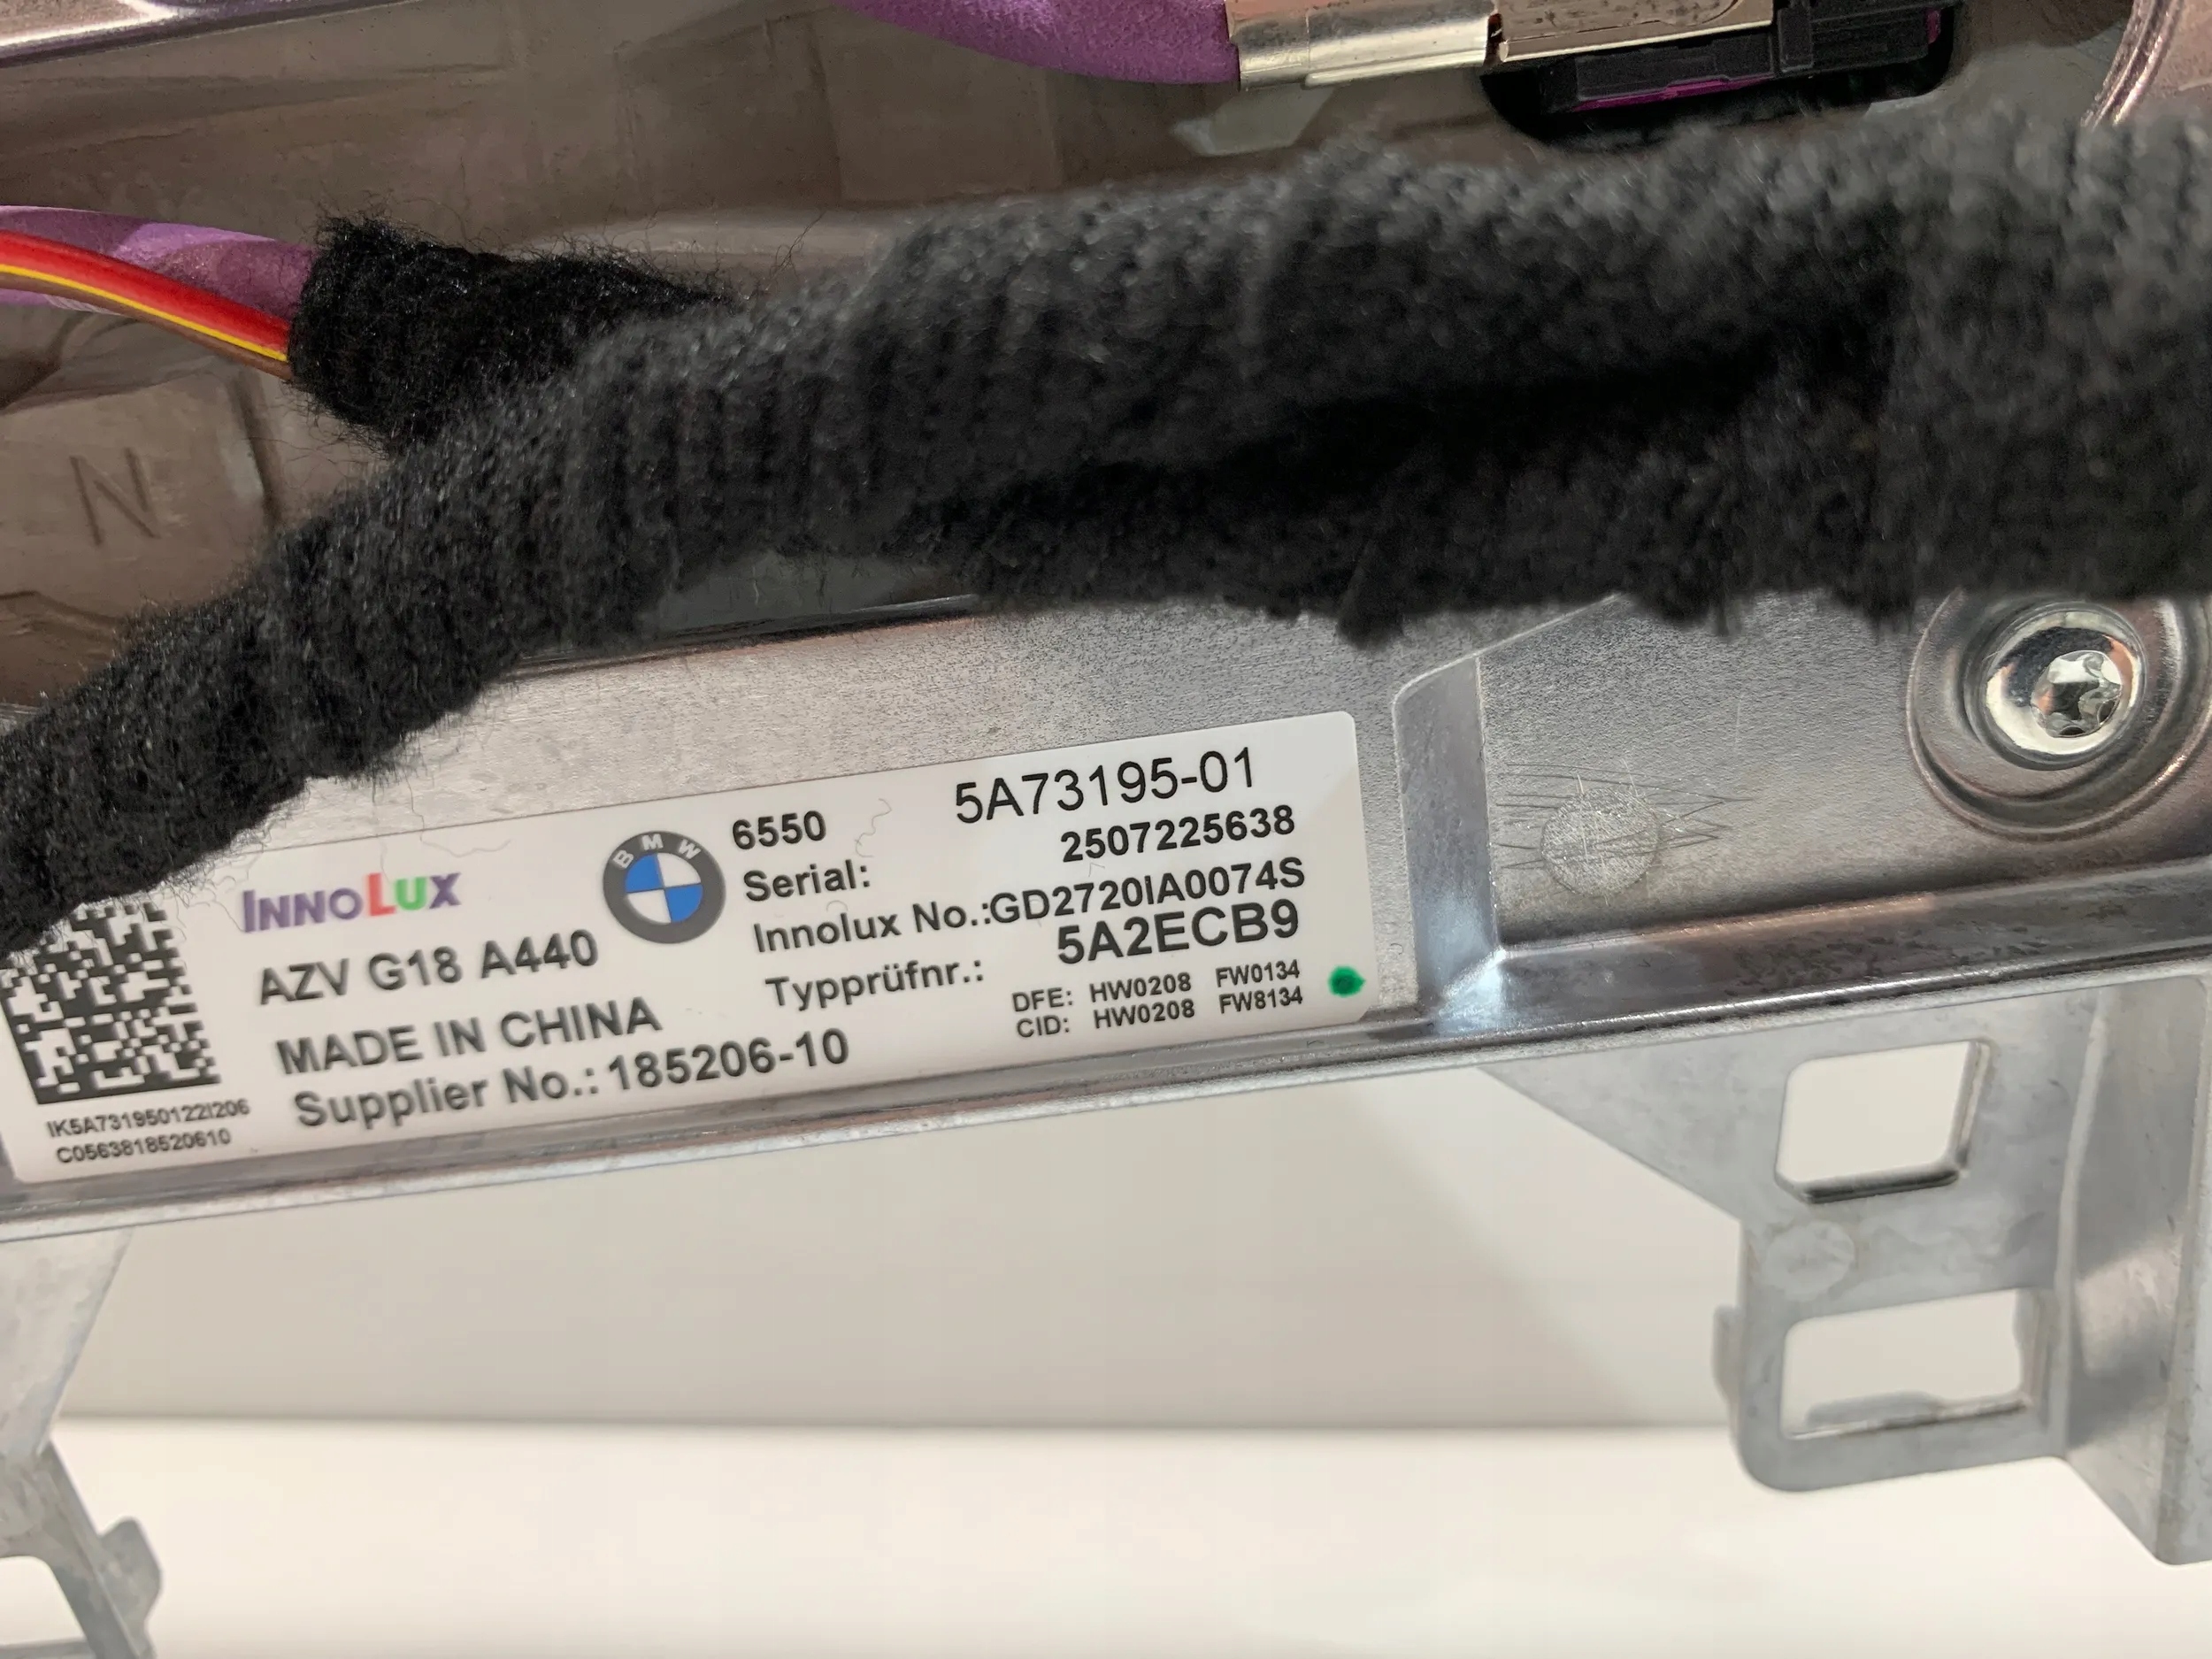 N
INNOLUX
AZV G18 A440
MADE IN CHINA
Supplier No.: 185206-10
IK5A731950122I206
C0563818520610
BMW
6550 5A73195-01
Serial: 2507225638
Innolux No.:GD2720IA0074S
Typprüfnr.: 5A2ECB9
DFE: HW0208 FW0134
CID: HW0208 FW8134